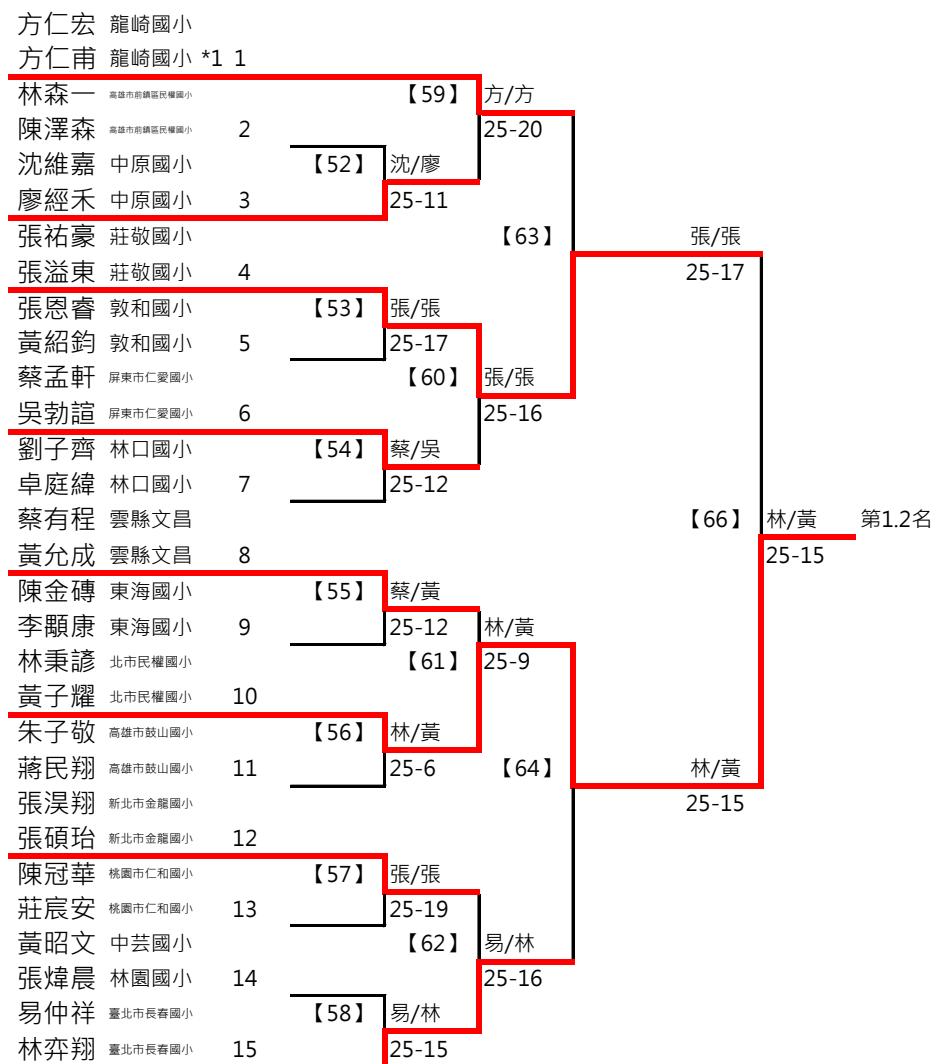 方仁宏 龍崎國小
方仁甫 龍崎國小 *1 1
林森一 高雄市前鎮區民權國小 【59】 方/方
陳澤森 高雄市前鎮區民權國小 2 25-20
沈維嘉 中原國小 【52】 沈/廖
廖經禾 中原國小 3 25-11
張祐豪 莊敬國小 【63】 張/張
張溢東 莊敬國小 4 25-17
張恩睿 敦和國小 【53】 張/張
黃紹鈞 敦和國小 5 25-17
蔡孟軒 屏東市仁愛國小 【60】 張/張
吳勃諠 屏東市仁愛國小 6 25-16
劉子齊 林口國小 【54】 蔡/吳
卓庭緯 林口國小 7 25-12
蔡有程 雲縣文昌 【66】 林/黃 第1.2名
黃允成 雲縣文昌 8 25-15
陳金磚 東海國小 【55】 蔡/黃
李顒康 東海國小 9 25-12 林/黃
林秉諺 北市民權國小 【61】 25-9
黃子耀 北市民權國小 10
朱子敬 高雄市鼓山國小 【56】 林/黃
蔣民翔 高雄市鼓山國小 11 25-6 【64】 林/黃
張淏翔 新北市金龍國小 25-15
張碩珆 新北市金龍國小 12
陳冠華 桃園市仁和國小 【57】 張/張
莊宸安 桃園市仁和國小 13 25-19
黃昭文 中芸國小 【62】 易/林
張煒晨 林園國小 14 25-16
易仲祥 臺北市長春國小 【58】 易/林
林弈翔 臺北市長春國小 15 25-15